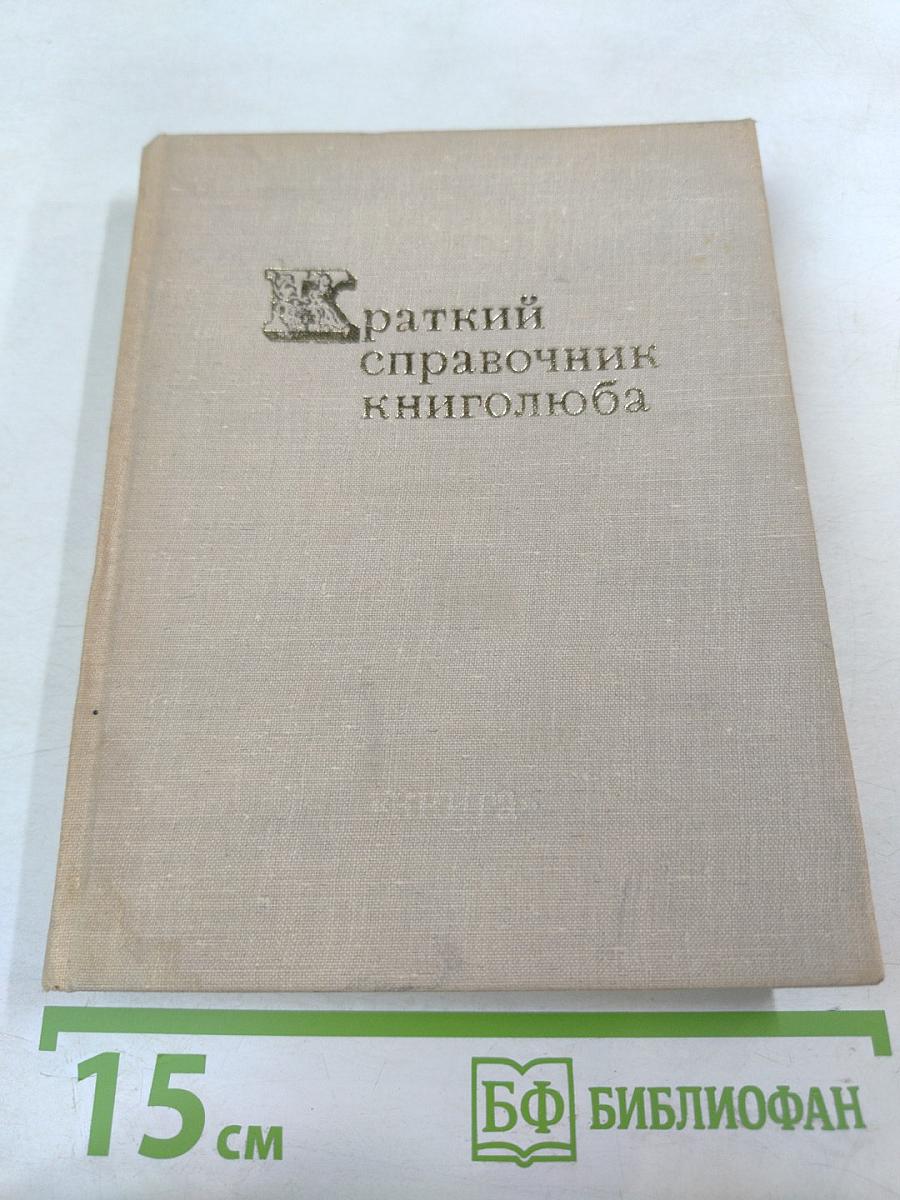 Краткий
справочник
книголюба
«книга»
15 см
БФ БИБЛИОФАН